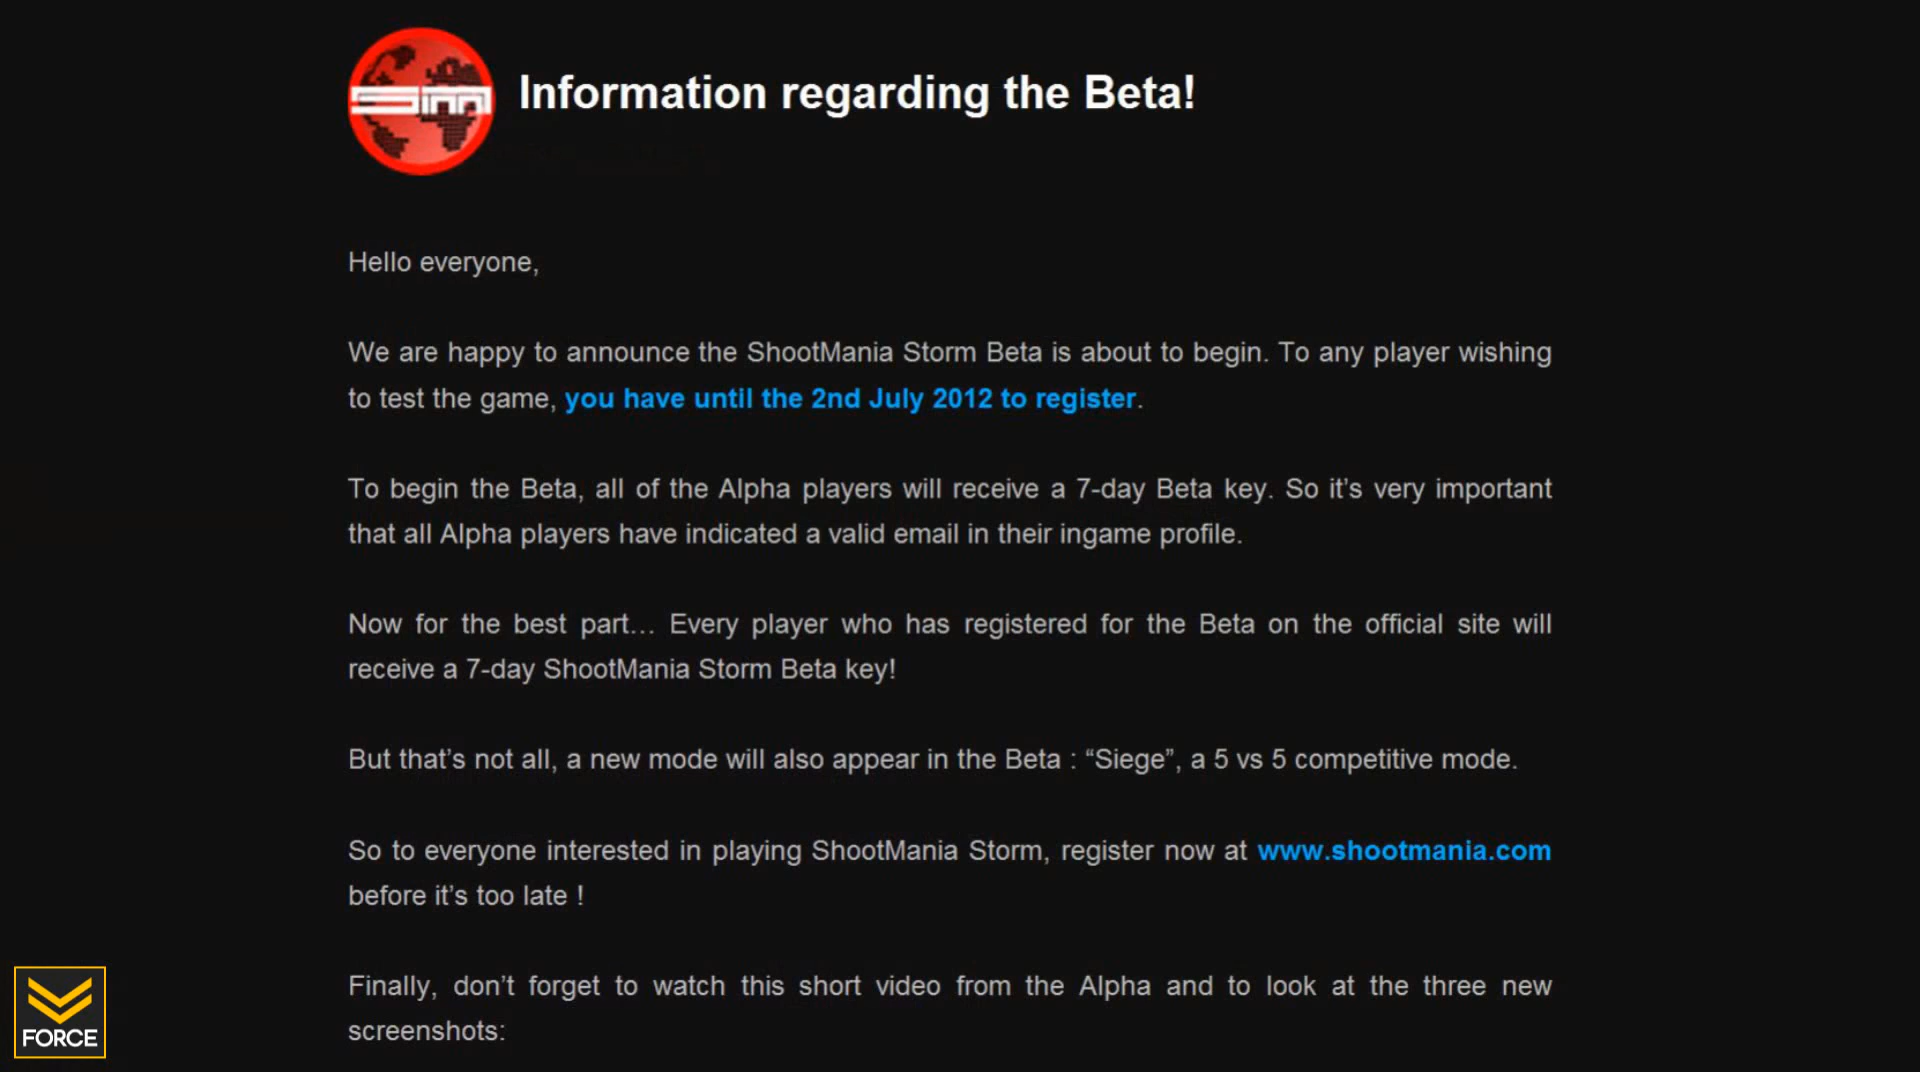 Information regarding the Beta!
Hello everyone,
We are happy to announce the ShootMania Storm Beta is about to begin. To any player wishing
to test the game, you have until the 2nd July 2012 to register.
To begin the Beta, all of the Alpha players will receive a 7-day Beta key. So it’s very important
that all Alpha players have indicated a valid email in their ingame profile.
Now for the best part… Every player who has registered for the Beta on the official site will
receive a 7-day ShootMania Storm Beta key!
But that’s not all, a new mode will also appear in the Beta : “Siege”, a 5 vs 5 competitive mode.
So to everyone interested in playing ShootMania Storm, register now at www.shootmania.com
before it’s too late !
Finally, don’t forget to watch this short video from the Alpha and to look at the three new
screenshots:
FORCE